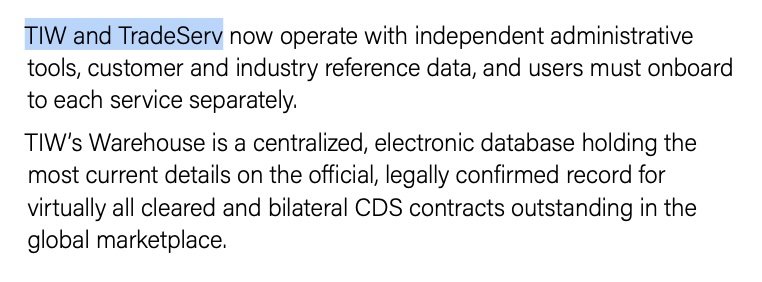 TIW and TradeServ now operate with independent administrative
tools, customer and industry reference data, and users must onboard
to each service separately.
TIW’s Warehouse is a centralized, electronic database holding the
most current details on the official, legally confirmed record for
virtually all cleared and bilateral CDS contracts outstanding in the
global marketplace.